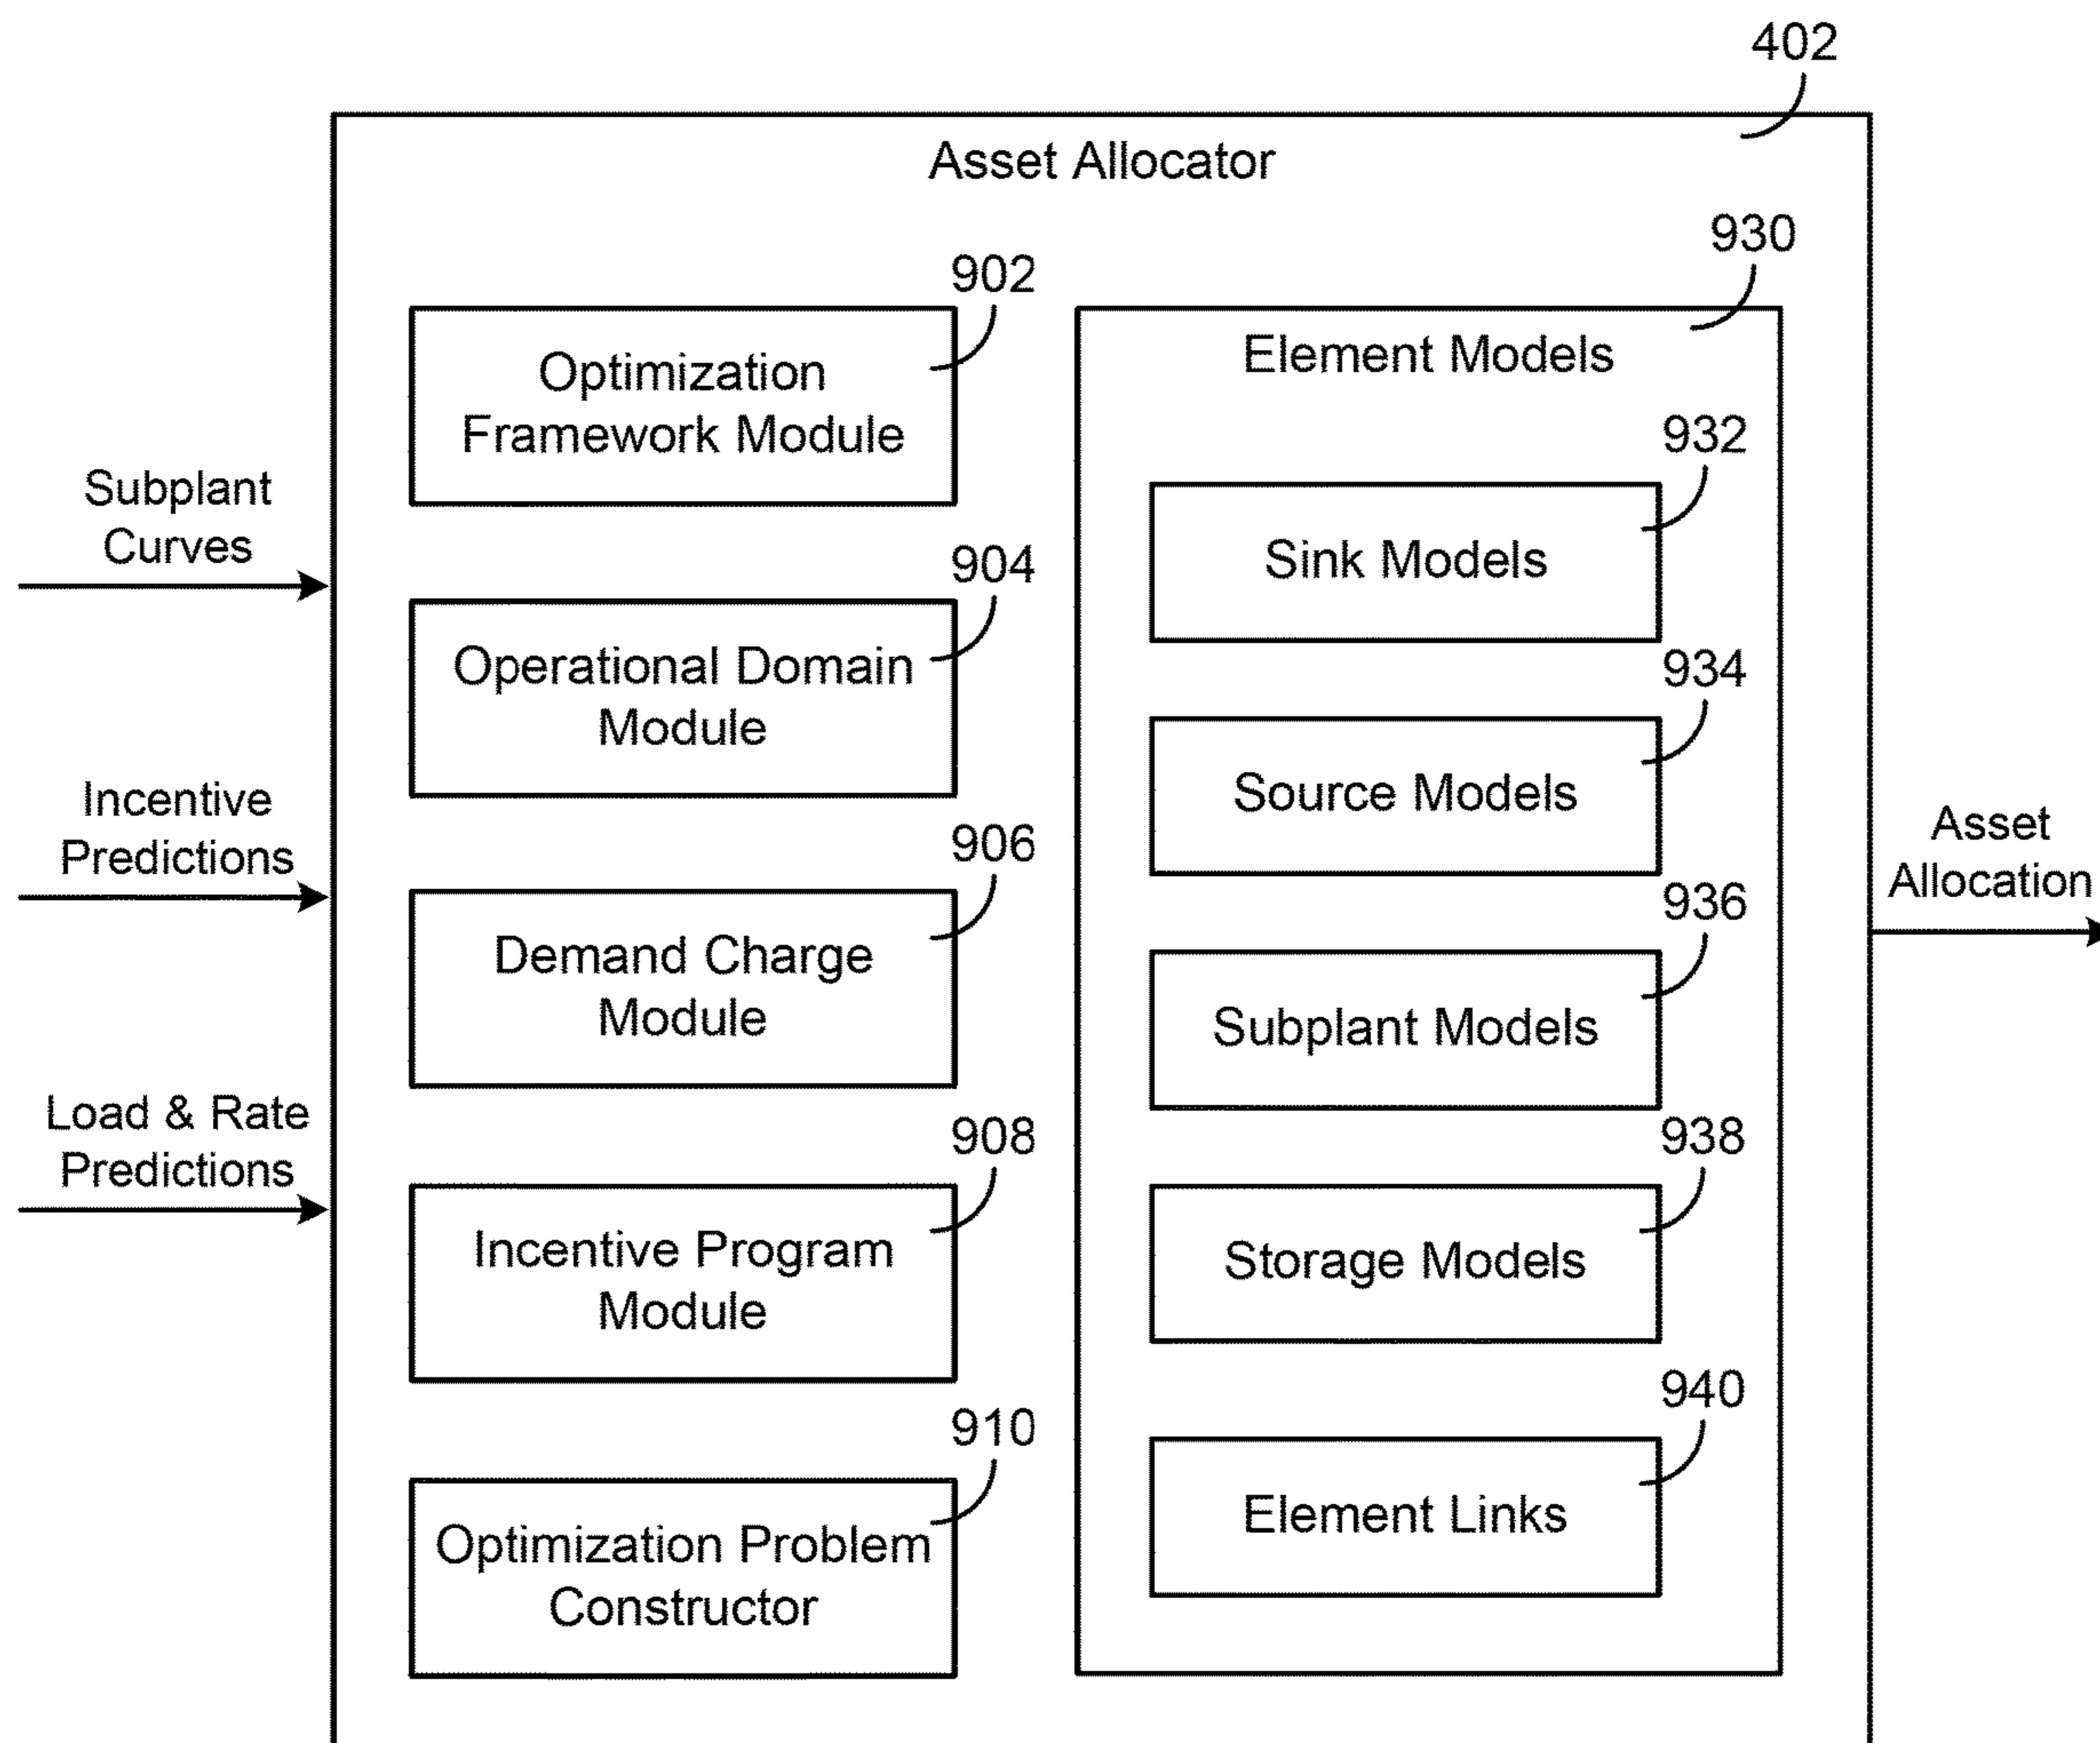 402
Asset Allocator
930
902
Optimization
Framework Module
Element Models
932
Sink Models
Subplant
Curves
904
Operational Domain
Module
934
Source Models
Incentive
Predictions
906
Demand Charge
Module
936
Subplant Models
Asset
Allocation
Load & Rate
Predictions
908
Incentive Program
Module
938
Storage Models
910
Optimization Problem
Constructor
940
Element Links